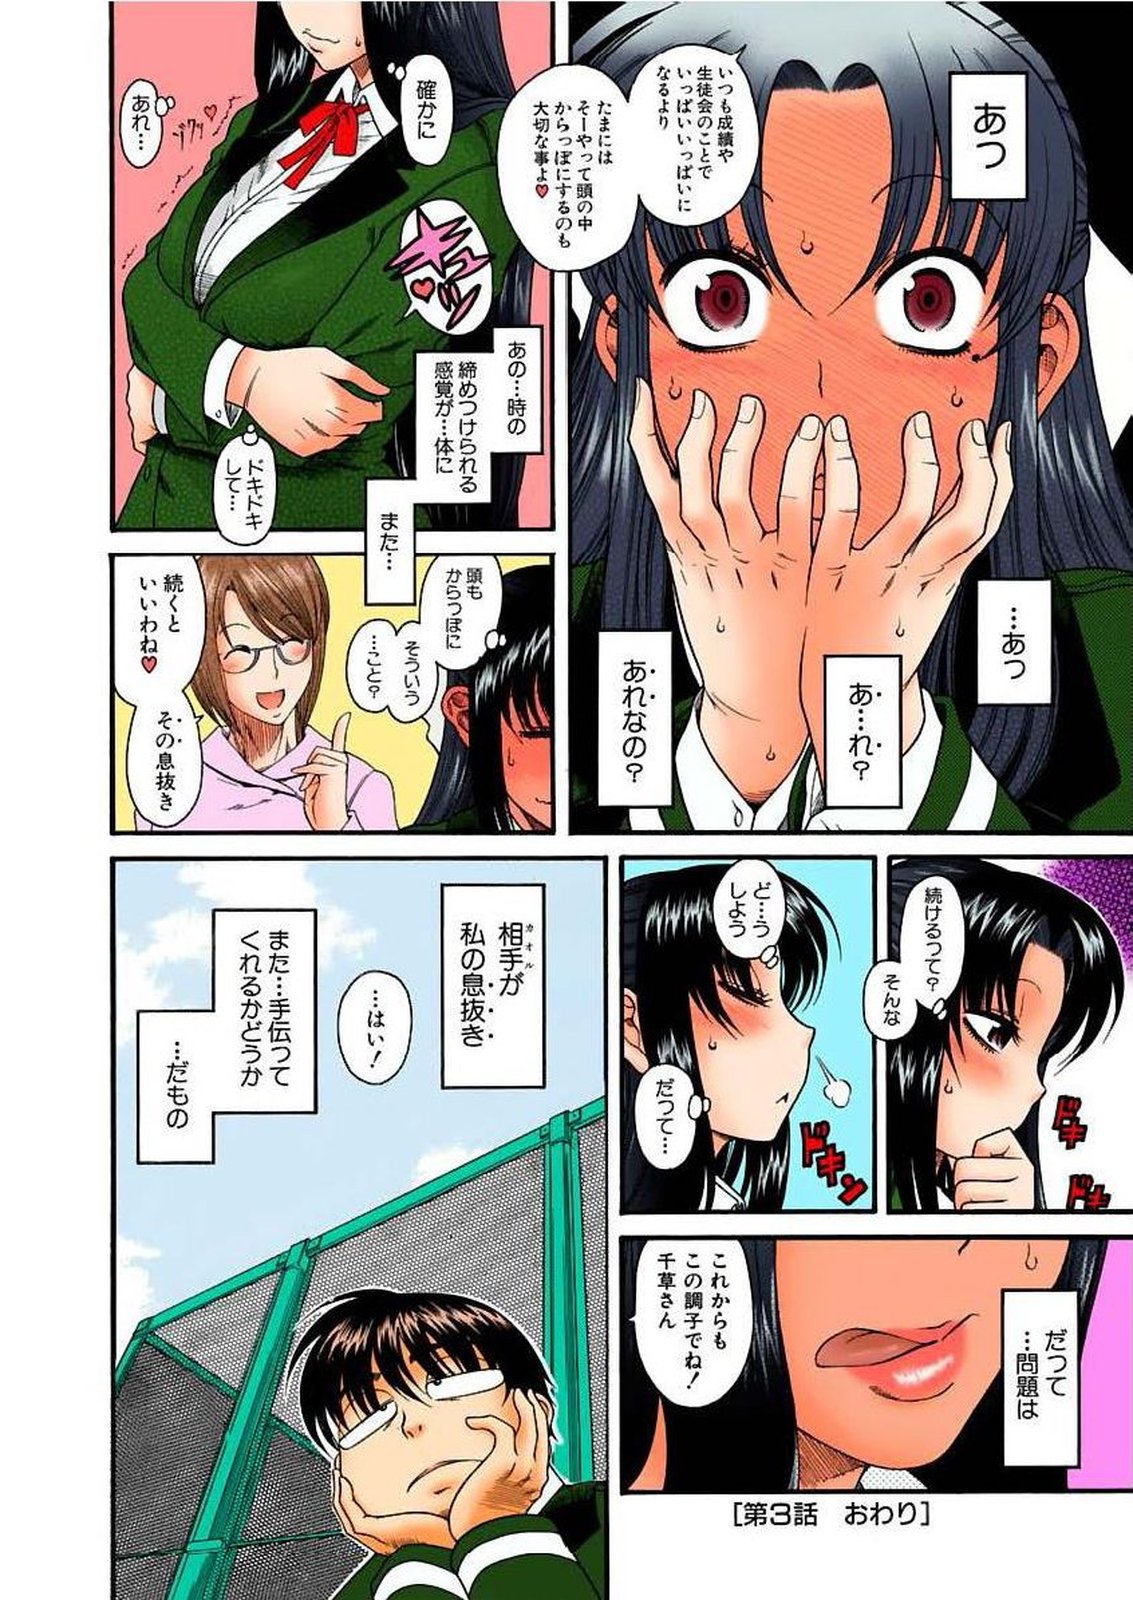 あっ
いつも成績や
生徒会のことで
いっぱいいっぱいに
なるより
たまには
そーやって頭の中
からっぽにするのも
大切な事よ♥
…あっ
あ…れ?
あれなの?
確かに
あれ…
ゾクッ♥
ギュッ♥
あの…時の
締めつけられる
感覚が…体に
ドキドキ
して…
また…
頭も
からっぽに
そういう
…こと?
続くと
いいわね♥
その息抜き
続けるって?
そんな
ドキ
ドキ
ど…う
しよう
だって…
ドキン
だって
…問題は
これからも
この調子でね!
千草さん
相手が
カオル
私の息抜き
…はい!
また…手伝って
くれるかどうか
…だもの
[第3話 おわり]